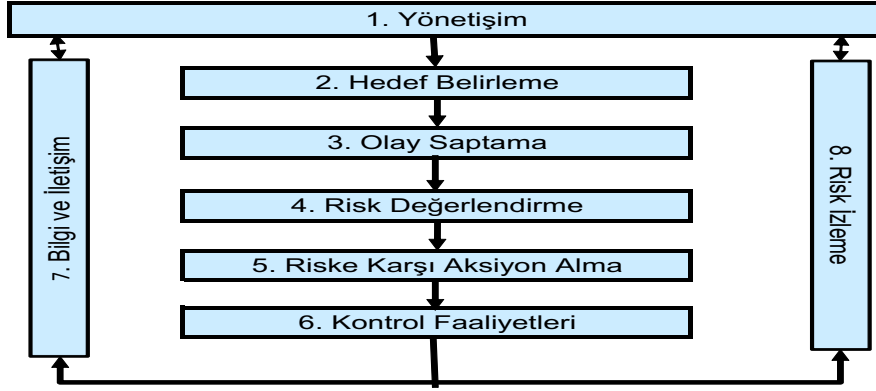 1. Yönetişim
2. Hedef Belirleme
3. Olay Saptama
4. Risk Değerlendirme
5. Riske Karşı Aksiyon Alma
6. Kontrol Faaliyetleri
7. Bilgi ve İletişim
8. Risk İzleme